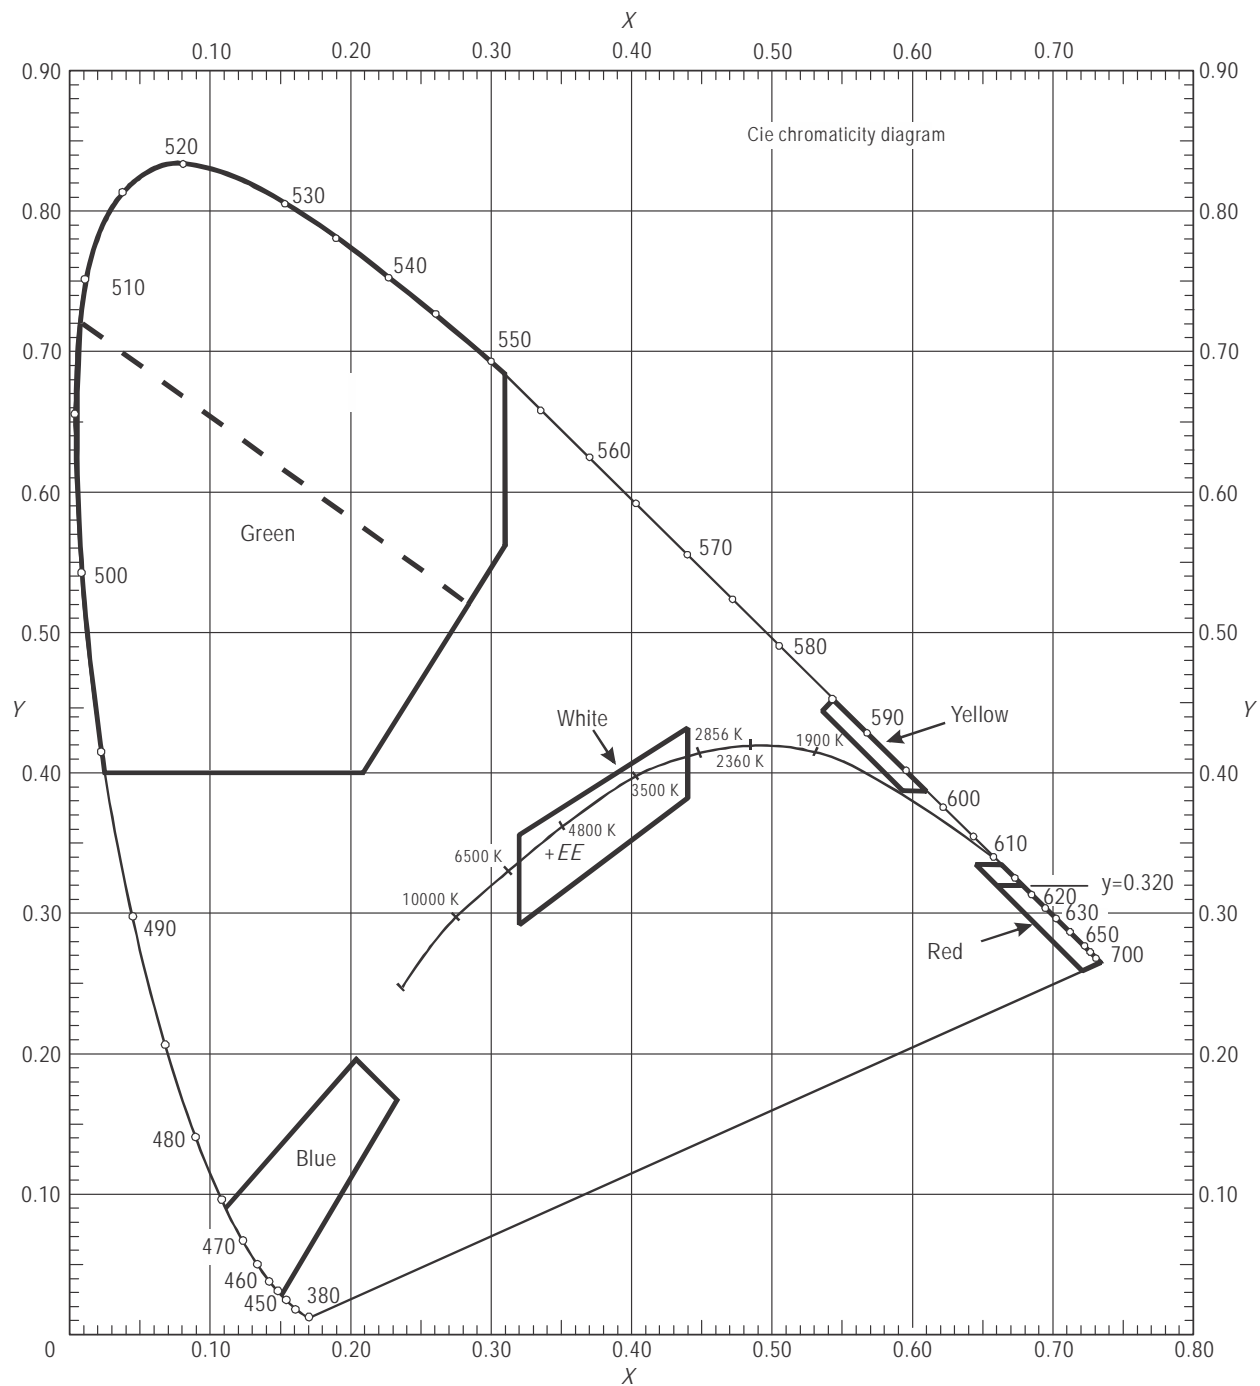 X
0.10 0.20 0.30 0.40 0.50 0.60 0.70
0.90 0.90
Cie chromaticity diagram
520
530
0.80 0.80
540
510
550
0.70 0.70
560
0.60 0.60
Green
570
500
0.50 0.50
580
Y Y
White
590 Yellow
2856 K
1900 K
2360 K
0.40 0.40
3500 K
600
4800 K
610
6500 K +EE
y=0.320
10000 K
620
0.30 630 0.30
650
Red 700
490
0.20 0.20
480
Blue
0.10 0.10
470
460
450 380
0 0.10 0.20 0.30 0.40 0.50 0.60 0.70 0.80
X